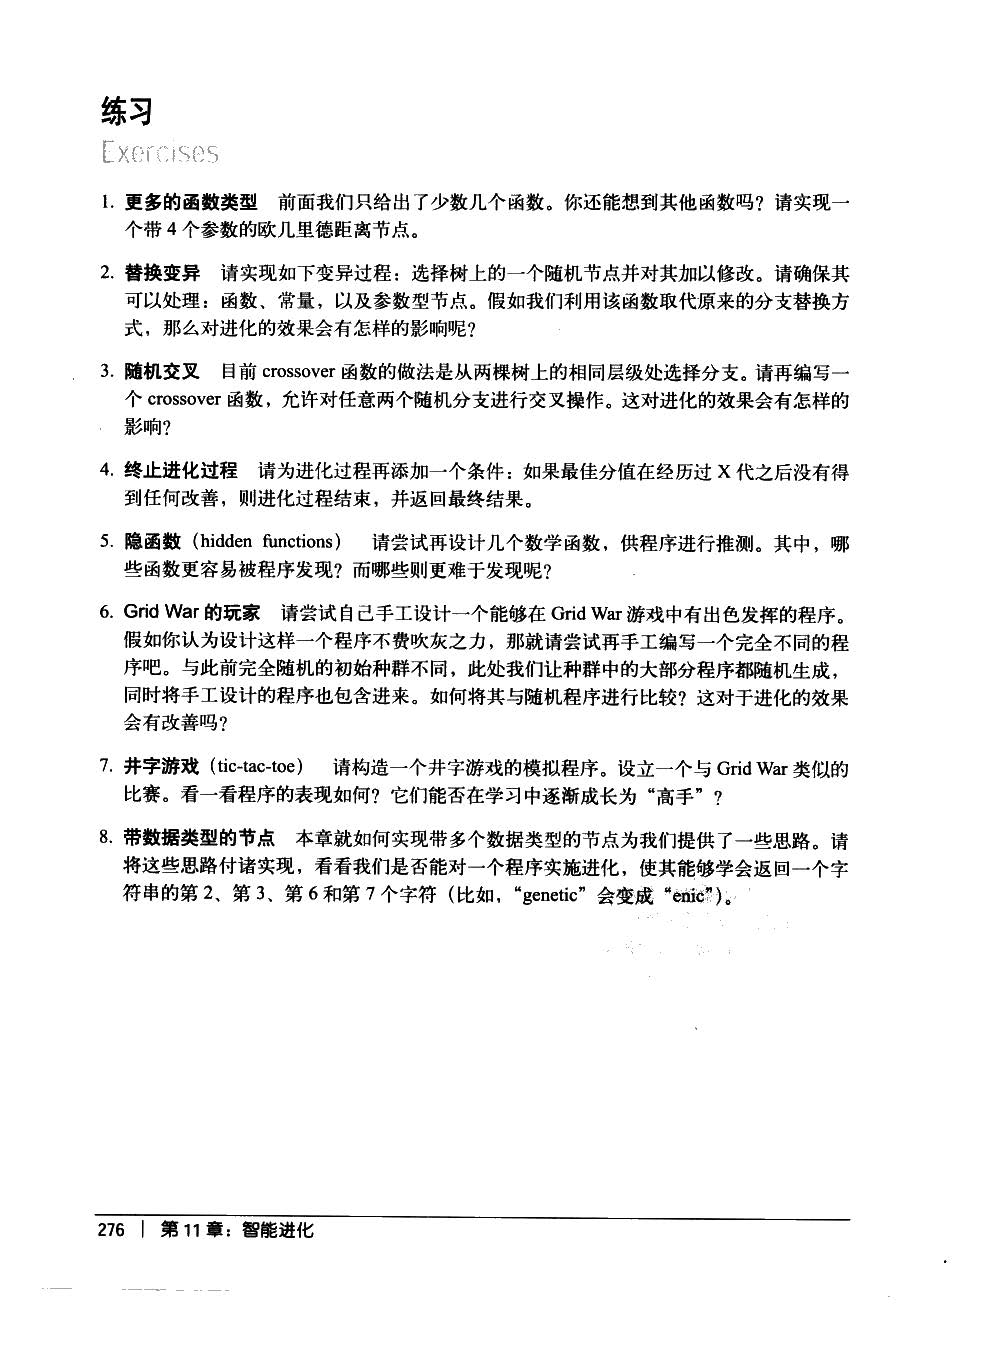 练习
Exercises
1. 更多的函数类型 前面我们只给出了少数几个函数。你还能想到其他函数吗？请实现一
个带 4 个参数的欧几里德距离节点。
2. 替换变异 请实现如下变异过程：选择树上的一个随机节点并对其加以修改。请确保其
可以处理：函数、常量，以及参数型节点。假如我们利用该函数取代原来的分支替换方
式，那么对进化的效果会有怎样的影响呢？
3. 随机交叉 目前 crossover 函数的做法是从两棵树上的相同层级处选择分支。请再编写一
个 crossover 函数，允许对任意两个随机分支进行交叉操作。这对进化的效果会有怎样的
影响？
4. 终止进化过程 请为进化过程再添加一个条件：如果最佳分值在经历过 X 代之后没有得
到任何改善，则进化过程结束，并返回最终结果。
5. 隐函数（hidden functions） 请尝试再设计几个数学函数，供程序进行推测。其中，哪
些函数更容易被程序发现？而哪些则更难于发现呢？
6. Grid War 的玩家 请尝试自己手工设计一个能够在 Grid War 游戏中有出色发挥的程序。
假如你认为设计这样一个程序不费吹灰之力，那就请尝试再手工编写一个完全不同的程
序吧。与此前完全随机的初始种群不同，此处我们让种群中的大部分程序都随机生成，
同时将手工设计的程序也包含进来。如何将其与随机程序进行比较？这对于进化的效果
会有改善吗？
7. 井字游戏（tic-tac-toe） 请构造一个井字游戏的模拟程序。设立一个与 Grid War 类似的
比赛。看一看程序的表现如何？它们能否在学习中逐渐成长为“高手”？
8. 带数据类型的节点 本章就如何实现带多个数据类型的节点为我们提供了一些思路。请
将这些思路付诸实现，看看我们是否能对一个程序实施进化，使其能够学会返回一个字
符串的第 2、第 3、第 6 和第 7 个字符（比如，“genetic”会变成“enic”）。
276 | 第 11 章：智能进化